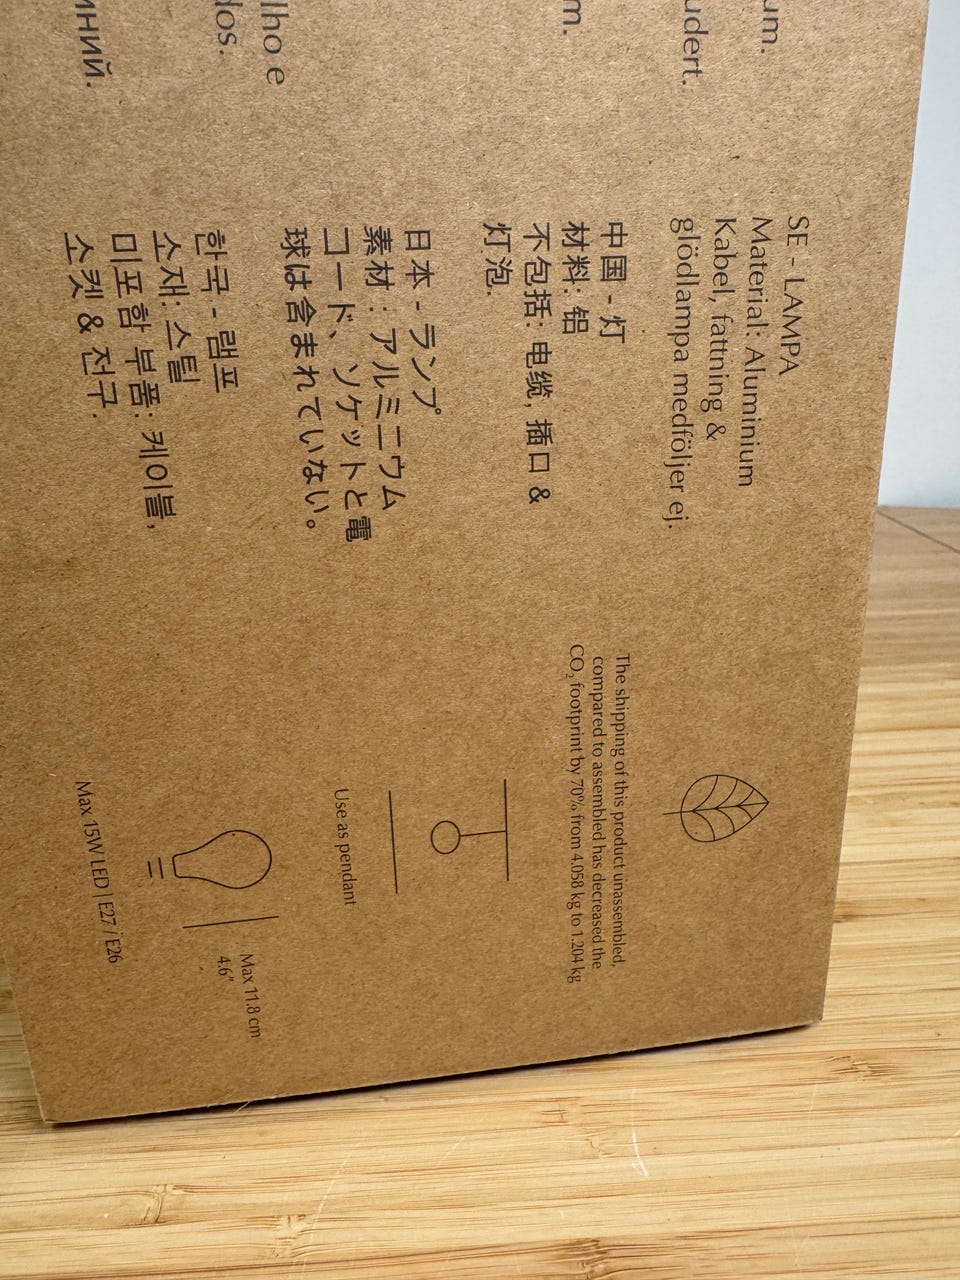 um.
udert.
m.
lho e
dos.
иний.
SE - LAMPA
Material: Aluminium
Kabel, fattning &
glödlampa medföljer ej.
中国 - 灯
材料: 铝
不包括: 电缆, 插口 &
灯泡.
日本 - ランプ
素材：アルミニウム
コード、ソケットと電
球は含まれていない。
한국 - 램프
소재: 스틸
미포함 부품: 케이블,
소켓 & 전구.
The shipping of this product unassembled,
compared to assembled has decreased the
CO₂ footprint by 70% from 4.058 kg to 1.204 kg
Use as pendant
Max 11.8 cm
4.6"
Max 15W LED | E27 / E26